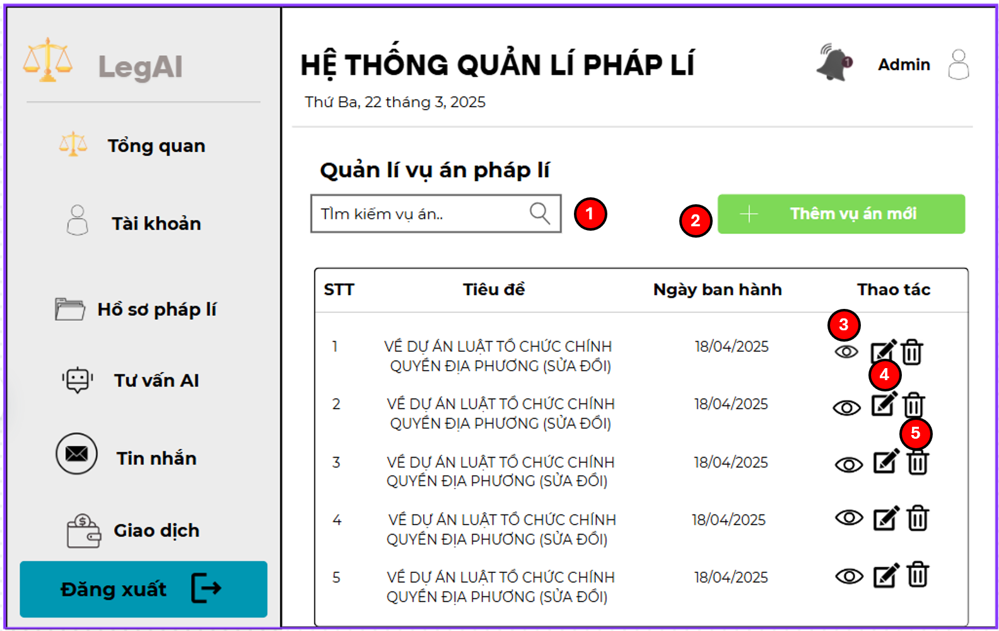 LegAI
HỆ THỐNG QUẢN LÍ PHÁP LÍ
1
Admin
Thứ Ba, 22 tháng 3, 2025
Tổng quan
Tài khoản
Hồ sơ pháp lí
Tư vấn AI
Tin nhắn
$
Giao dịch
Đăng xuất
Quản lí vụ án pháp lí
TÌm kiếm vụ án..
1
2
Thêm vụ án mới
STT Tiêu đề Ngày ban hành Thao tác
3
1 VỀ DỰ ÁN LUẬT TỔ CHỨC CHÍNH 18/04/2025
QUYỀN ĐỊA PHƯƠNG (SỬA ĐỔI)
4
2 VỀ DỰ ÁN LUẬT TỔ CHỨC CHÍNH 18/04/2025
QUYỀN ĐỊA PHƯƠNG (SỬA ĐỔI)
5
3 VỀ DỰ ÁN LUẬT TỔ CHỨC CHÍNH 18/04/2025
QUYỀN ĐỊA PHƯƠNG (SỬA ĐỔI)
4 VỀ DỰ ÁN LUẬT TỔ CHỨC CHÍNH 18/04/2025
QUYỀN ĐỊA PHƯƠNG (SỬA ĐỔI)
5 VỀ DỰ ÁN LUẬT TỔ CHỨC CHÍNH 18/04/2025
QUYỀN ĐỊA PHƯƠNG (SỬA ĐỔI)